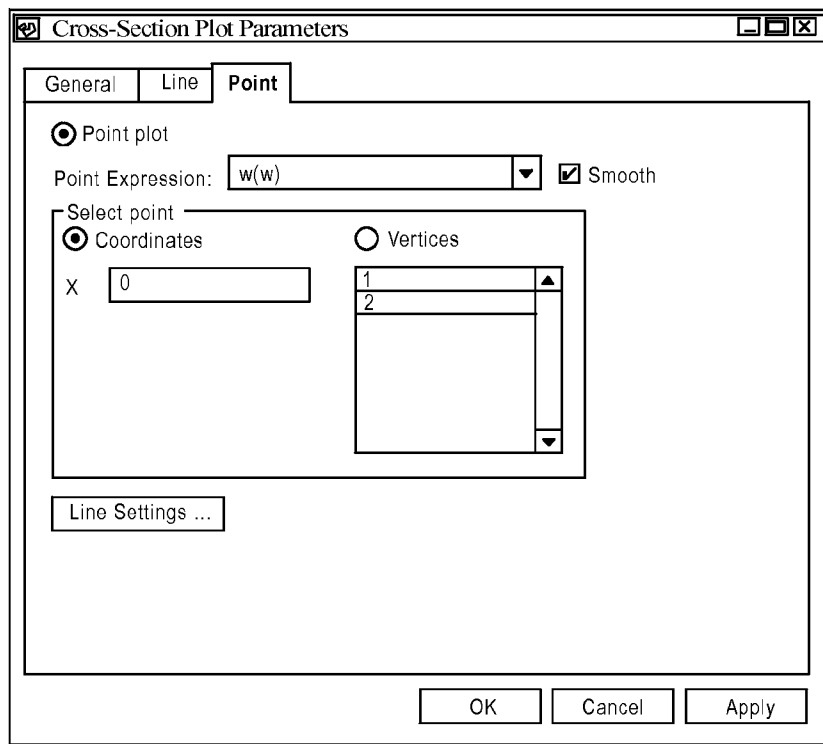 Cross-Section Plot Parameters
General Line Point
Point plot
Point Expression: w(w) Smooth
Select point
Coordinates Vertices
X 0 1
2
Line Settings ...
OK Cancel Apply